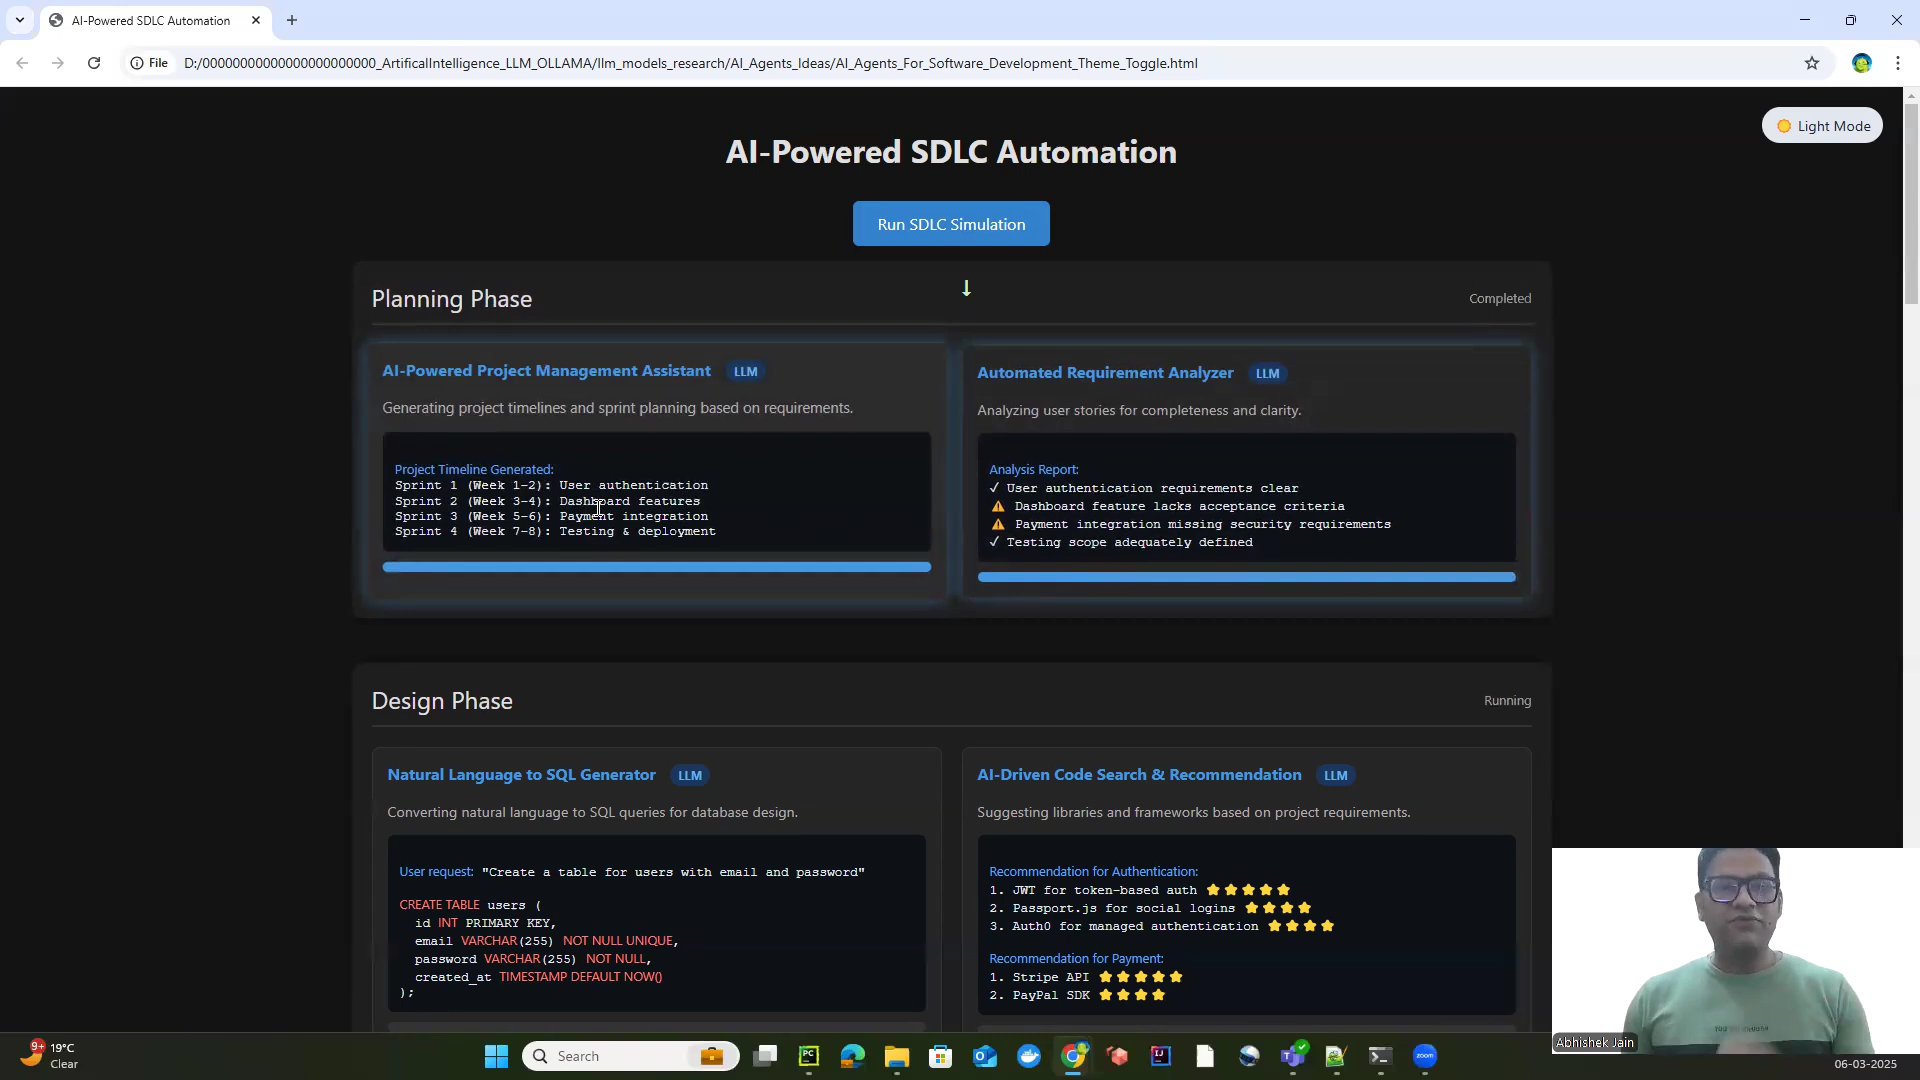 AI-Powered SDLC Automation
File
D:/00000000000000000000000_ArtificalIntelligence_LLM_OLLAMA/llm_models_research/AI_Agents_Ideas/AI_Agents_For_Software_Development_Theme_Toggle.html
Light Mode
AI-Powered SDLC Automation
Run SDLC Simulation
↓
Planning Phase
Completed
AI-Powered Project Management Assistant LLM
Generating project timelines and sprint planning based on requirements.
Project Timeline Generated:
Sprint 1 (Week 1-2): User authentication
Sprint 2 (Week 3-4): Dashboard features
Sprint 3 (Week 5-6): Payment integration
Sprint 4 (Week 7-8): Testing & deployment
Automated Requirement Analyzer LLM
Analyzing user stories for completeness and clarity.
Analysis Report:
✓ User authentication requirements clear
⚠ Dashboard feature lacks acceptance criteria
⚠ Payment integration missing security requirements
✓ Testing scope adequately defined
Design Phase
Running
Natural Language to SQL Generator LLM
Converting natural language to SQL queries for database design.
User request: "Create a table for users with email and password"
CREATE TABLE users (
id INT PRIMARY KEY,
email VARCHAR(255) NOT NULL UNIQUE,
password VARCHAR(255) NOT NULL,
created_at TIMESTAMP DEFAULT NOW()
);
AI-Driven Code Search & Recommendation LLM
Suggesting libraries and frameworks based on project requirements.
Recommendation for Authentication:
1. JWT for token-based auth ⭐⭐⭐⭐⭐
2. Passport.js for social logins ⭐⭐⭐⭐
3. Auth0 for managed authentication ⭐⭐⭐⭐
Recommendation for Payment:
1. Stripe API ⭐⭐⭐⭐⭐
2. PayPal SDK ⭐⭐⭐⭐
Abhishek Jain
9+
19°C
Clear
Search
PC
IJ
zoom
06-03-2025